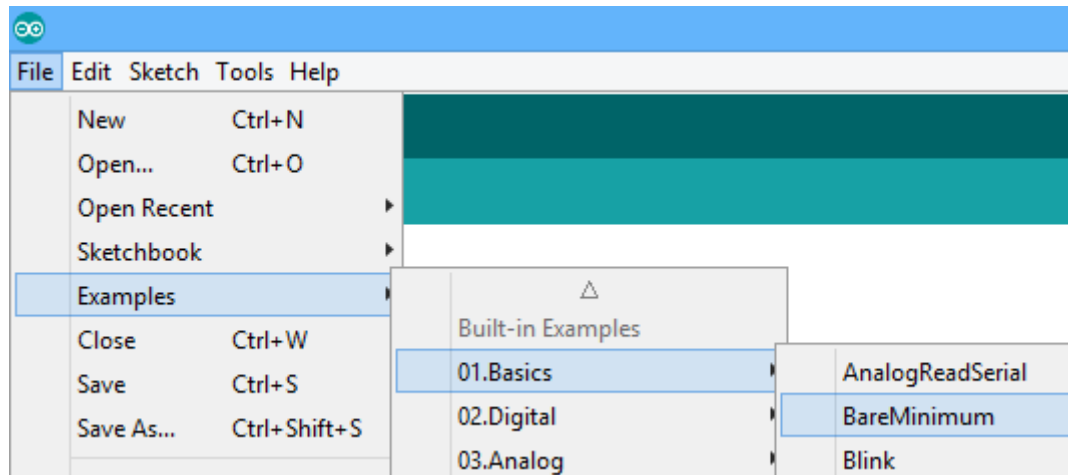 File Edit Sketch Tools Help
New Ctrl+N
Open... Ctrl+O
Open Recent
Sketchbook
Examples
Close Ctrl+W
Save Ctrl+S
Save As... Ctrl+Shift+S
Built-in Examples
01.Basics
02.Digital
03.Analog
AnalogReadSerial
BareMinimum
Blink